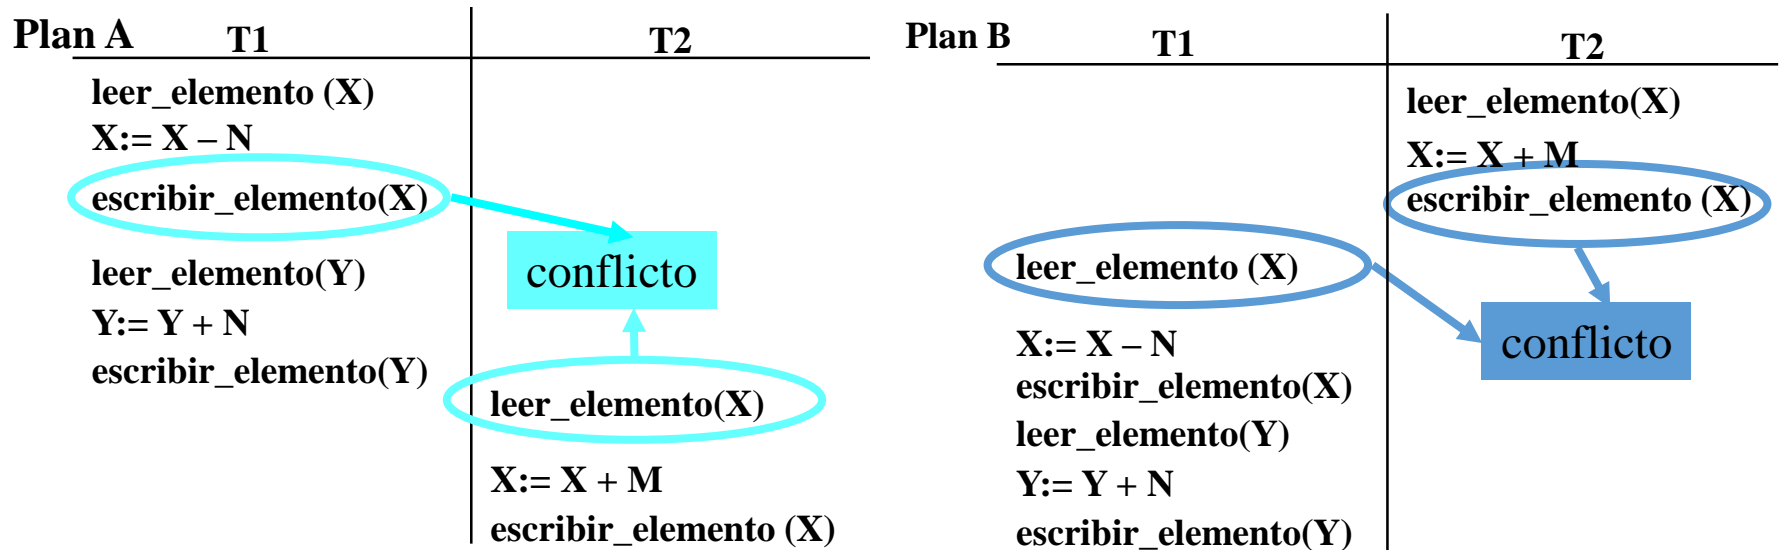 Plan A
T1
T2
leer_elemento (X)
X:= X – N
escribir_elemento(X)
conflicto
leer_elemento(Y)
Y:= Y + N
escribir_elemento(Y)
leer_elemento(X)
X:= X + M
escribir_elemento (X)
Plan B
T1
T2
leer_elemento(X)
X:= X + M
escribir_elemento (X)
leer_elemento (X)
conflicto
X:= X – N
escribir_elemento(X)
leer_elemento(Y)
Y:= Y + N
escribir_elemento(Y)